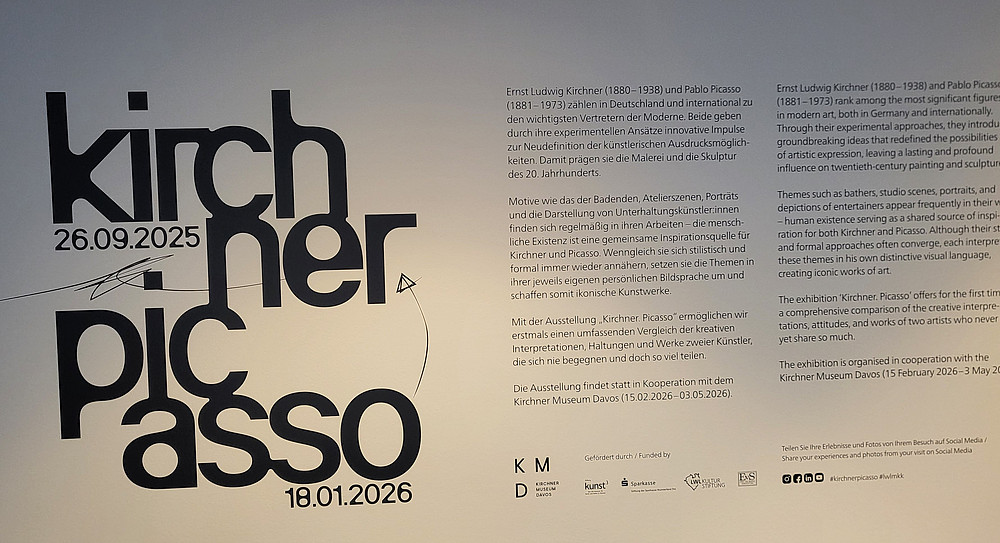 kirch
ner
26.09.2025
pic
asso
18.01.2026
Ernst Ludwig Kirchner (1880–1938) und Pablo Picasso
(1881–1973) zählen in Deutschland und international zu
den wichtigsten Vertretern der Moderne. Beide geben
durch ihre experimentellen Ansätze innovative Impulse
zur Neudefinition der künstlerischen Ausdrucksmöglich-
keiten. Damit prägen sie die Malerei und die Skulptur
des 20. Jahrhunderts.
Motive wie das der Badenden, Atelierszenen, Porträts
und die Darstellung von Unterhaltungskünstler:innen
finden sich regelmäßig in ihren Arbeiten – die mensch-
liche Existenz ist eine gemeinsame Inspirationsquelle für
Kirchner und Picasso. Wenngleich sie sich stilistisch und
formal immer wieder annähern, setzen sie die Themen in
ihrer jeweils eigenen persönlichen Bildsprache um und
schaffen somit ikonische Kunstwerke.
Mit der Ausstellung „Kirchner. Picasso“ ermöglichen wir
erstmals einen umfassenden Vergleich der kreativen
Interpretationen, Haltungen und Werke zweier Künstler,
die sich nie begegnen und doch so viel teilen.
Die Ausstellung findet statt in Kooperation mit dem
Kirchner Museum Davos (15.02.2026–03.05.2026).
Ernst Ludwig Kirchner (1880–1938) and Pablo Picasso
(1881–1973) rank among the most significant figures
in modern art, both in Germany and internationally.
Through their experimental approaches, they introdu
groundbreaking ideas that redefined the possibilities
of artistic expression, leaving a lasting and profound
influence on twentieth-century painting and sculpture
Themes such as bathers, studio scenes, portraits, and
depictions of entertainers appear frequently in their w
– human existence serving as a shared source of inspi-
ration for both Kirchner and Picasso. Although their st
and formal approaches often converge, each interpre
these themes in his own distinctive visual language,
creating iconic works of art.
The exhibition ‘Kirchner. Picasso’ offers for the first tim
a comprehensive comparison of the creative interpre-
tations, attitudes, and works of two artists who never
yet share so much.
The exhibition is organised in cooperation with the
Kirchner Museum Davos (15 February 2026–3 May 20
K M
D KIRCHNER
MUSEUM
DAVOS
Gefördert durch / Funded by
kunst³
Sparkasse
LWL KULTUR
STIFTUNG
Teilen Sie Ihre Erlebnisse und Fotos von Ihrem Besuch auf Social Media /
Share your experiences and photos from your visit on Social Media
#kirchnerpicasso #lwlmkk